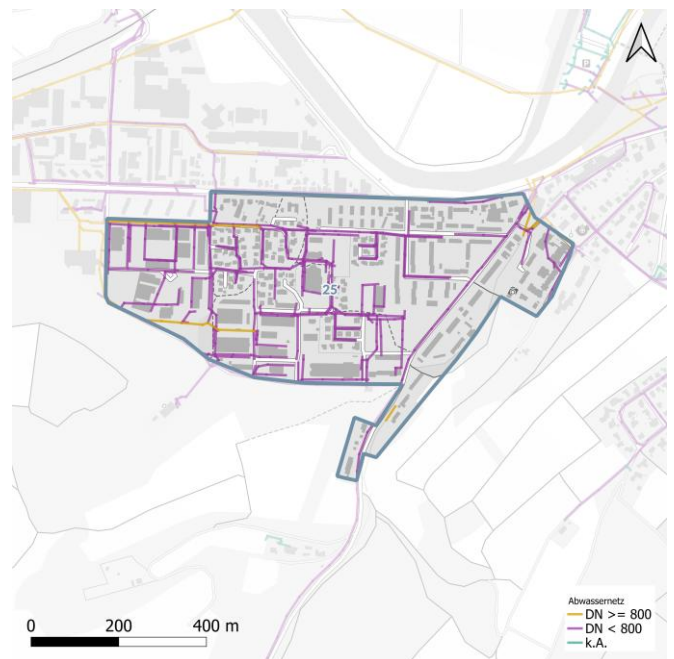 P
25
Abwassernetz
DN >= 800
DN < 800
k.A.
0 200 400 m